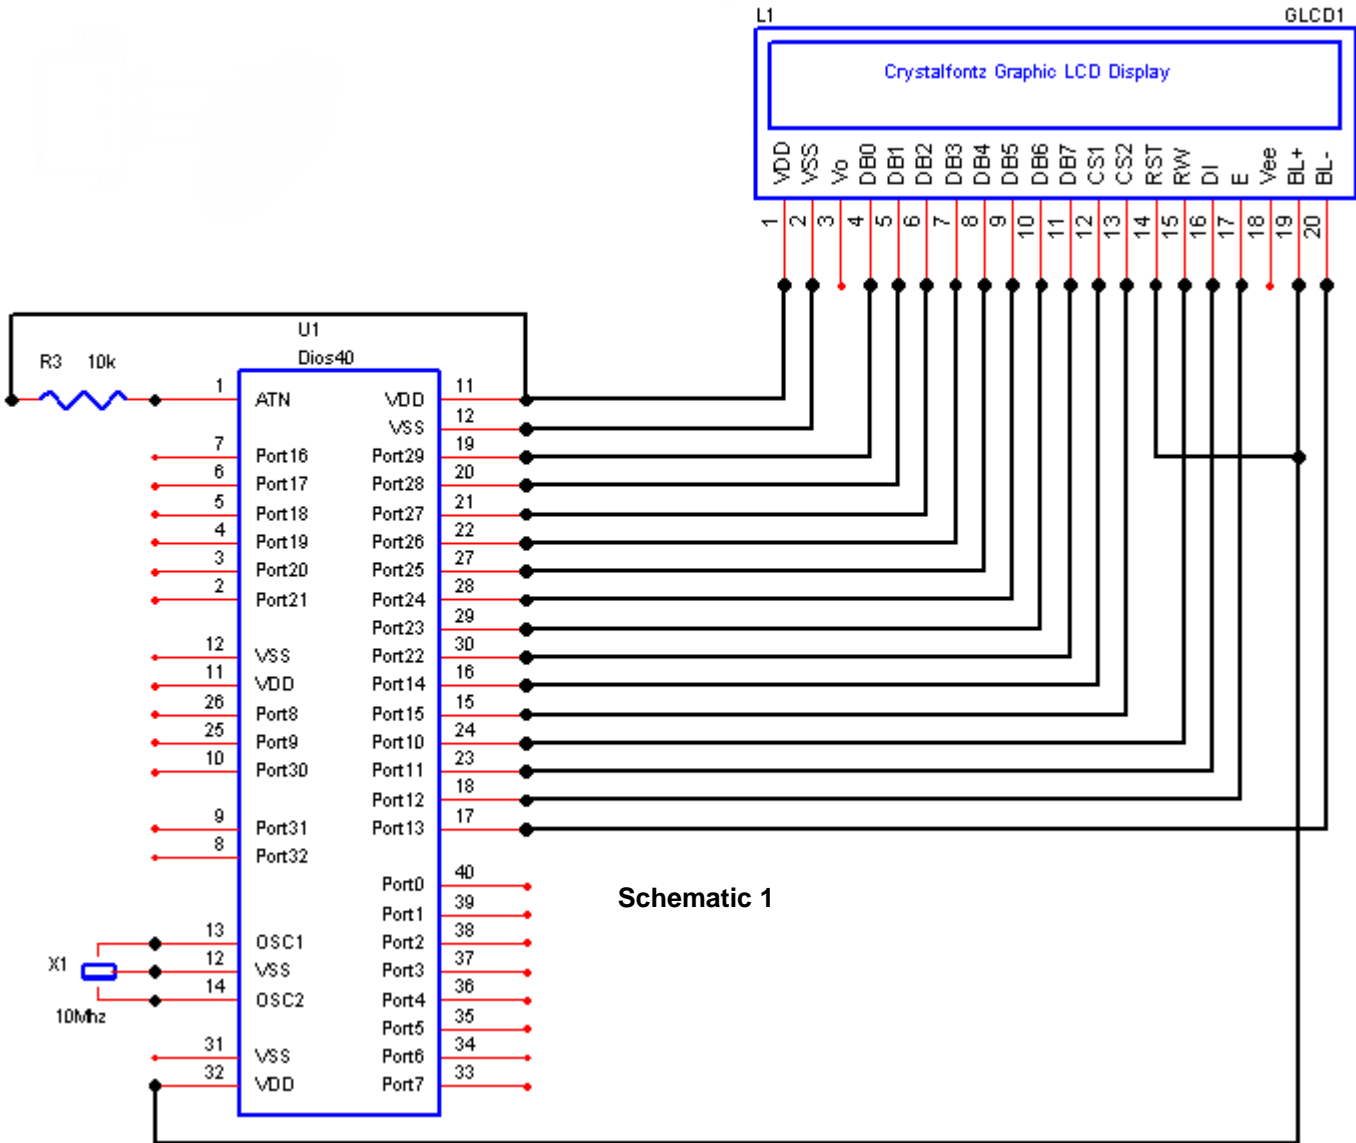 L1 GLCD1
Crystalfontz Graphic LCD Display
VDD VSS Vo DB0 DB1 DB2 DB3 DB4 DB5 DB6 DB7 CS1 CS2 RST RW DI E Vee BL+ BL-
1 2 3 4 5 6 7 8 9 10 11 12 13 14 15 16 17 18 19 20
U1
Dios40
R3 10k
1 ATN VDD 11
VSS 12
7 Port16 Port29 19
6 Port17 Port28 20
5 Port18 Port27 21
4 Port19 Port26 22
3 Port20 Port25 27
2 Port21 Port24 28
Port23 29
12 VSS Port22 30
11 VDD Port14 16
26 Port8 Port15 15
25 Port9 Port10 24
10 Port30 Port11 23
Port12 18
9 Port31 Port13 17
8 Port32
Port0 40
Schematic 1
Port1 39
13 OSC1 Port2 38
X1 12 VSS Port3 37
14 OSC2 Port4 36
10Mhz
Port5 35
31 VSS Port6 34
32 VDD Port7 33